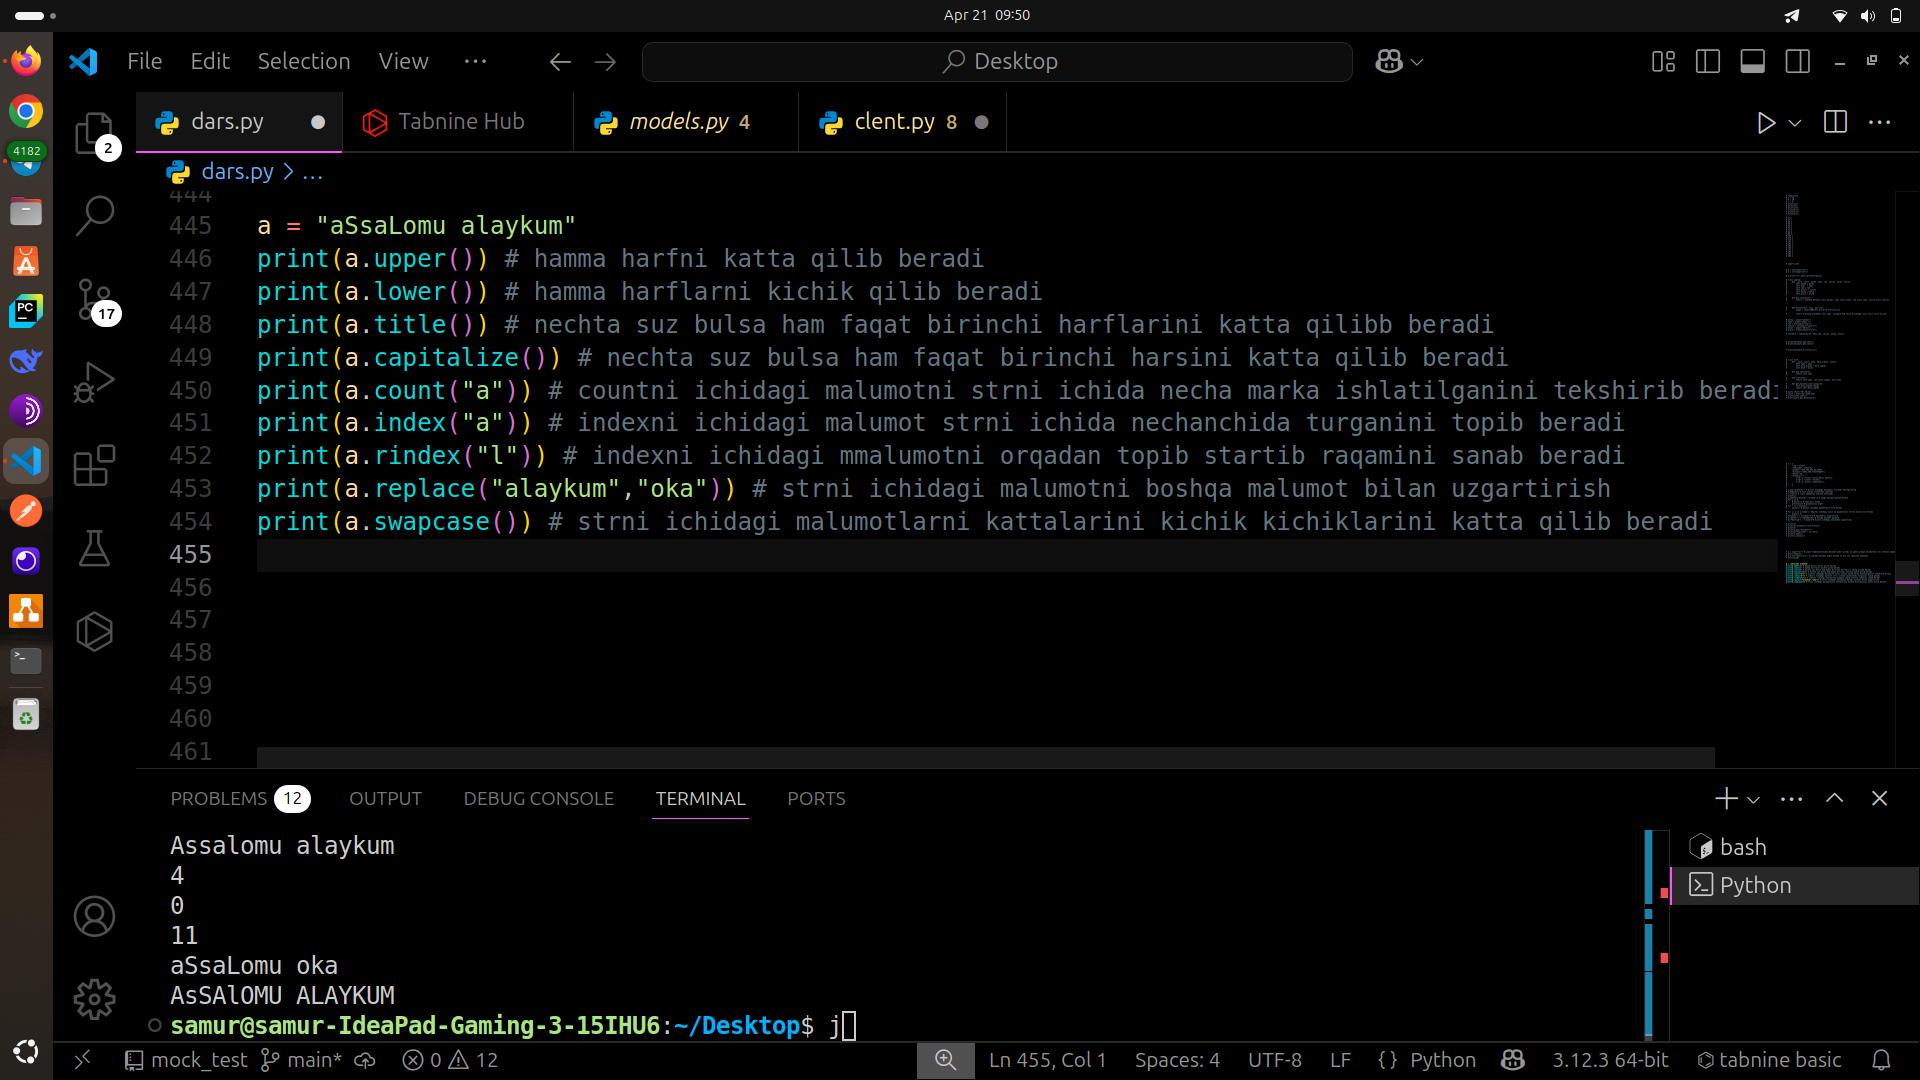 Apr 21 09:50
File Edit Selection View ··· Desktop
4182
2
17
PC
dars.py Tabnine Hub models.py 4 clent.py 8
dars.py > ...
444
445 a = "aSsaLomu alaykum"
446 print(a.upper()) # hamma harfni katta qilib beradi
447 print(a.lower()) # hamma harflarni kichik qilib beradi
448 print(a.title()) # nechta suz bulsa ham faqat birinchi harflarini katta qilibb beradi
449 print(a.capitalize()) # nechta suz bulsa ham faqat birinchi harsini katta qilib beradi
450 print(a.count("a")) # countni ichidagi malumotni strni ichida necha marka ishlatilganini tekshirib beradi
451 print(a.index("a")) # indexni ichidagi malumot strni ichida nechanchida turganini topib beradi
452 print(a.rindex("l")) # indexni ichidagi mmalumotni orqadan topib startib raqamini sanab beradi
453 print(a.replace("alaykum","oka")) # strni ichidagi malumotni boshqa malumot bilan uzgartirish
454 print(a.swapcase()) # strni ichidagi malumotlarni kattalarini kichik kichiklarini katta qilib beradi
455
456
457
458
459
460
461
PROBLEMS 12 OUTPUT DEBUG CONSOLE TERMINAL PORTS
Assalomu alaykum
4
0
11
aSsaLomu oka
AsSAlOMU ALAYKUM
samur@samur-IdeaPad-Gaming-3-15IHU6:~/Desktop$ j
bash
Python
mock_test main* 0 12 Ln 455, Col 1 Spaces: 4 UTF-8 LF {} Python 3.12.3 64-bit tabnine basic